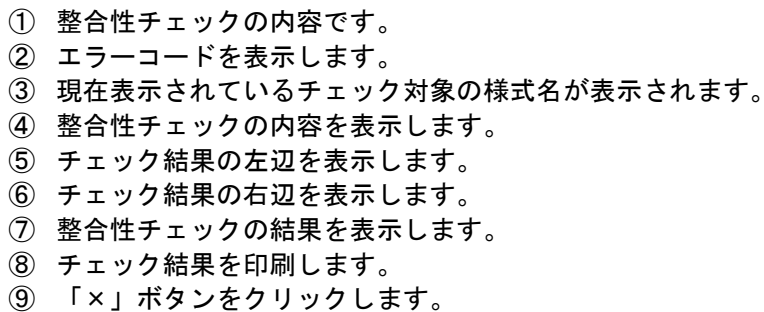 ① 整合性チェックの内容です。
② エラーコードを表示します。
③ 現在表示されているチェック対象の様式名が表示されます。
④ 整合性チェックの内容を表示します。
⑤ チェック結果の左辺を表示します。
⑥ チェック結果の右辺を表示します。
⑦ 整合性チェックの結果を表示します。
⑧ チェック結果を印刷します。
⑨ 「×」ボタンをクリックします。